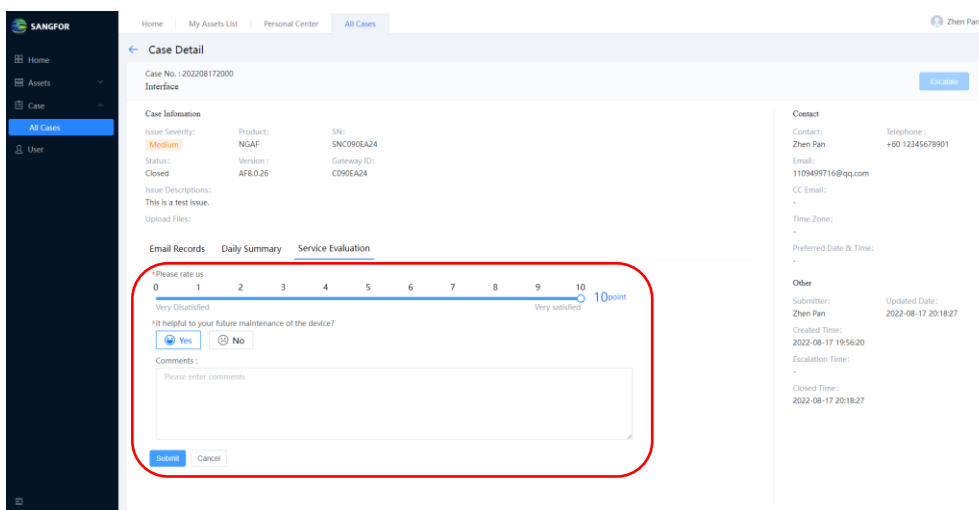 SANGFOR
Home
Assets
Case
All Cases
User
Home My Assets List Personal Center All Cases
Zhen Pan
Case Detail
Case No. : 202208172000
Interface
Escalate
Case Infomation
Issue Severity: Product: SN:
Medium NGAF SNC090EA24
Status: Version : Gateway ID:
Closed AF8.0.26 C090EA24
Issue Descriptions:
This is a test issue.
Upload Files:
Email Records Daily Summary Service Evaluation
*Please rate us
0 1 2 3 4 5 6 7 8 9 10
10point
Very Disatisfied Very satisfied
*It helpful to your future maintenance of the device?
Yes No
Comments :
Please enter comments
Submit Cancel
Contact
Contact: Telephone :
Zhen Pan +60 12345678901
Email:
1109499716@qq.com
CC Email:
-
Time Zone:
-
Preferred Date & Time:
-
Other
Submitter: Updated Date:
Zhen Pan 2022-08-17 20:18:27
Created Time:
2022-08-17 19:56:20
Escalation Time:
-
Closed Time:
2022-08-17 20:18:27